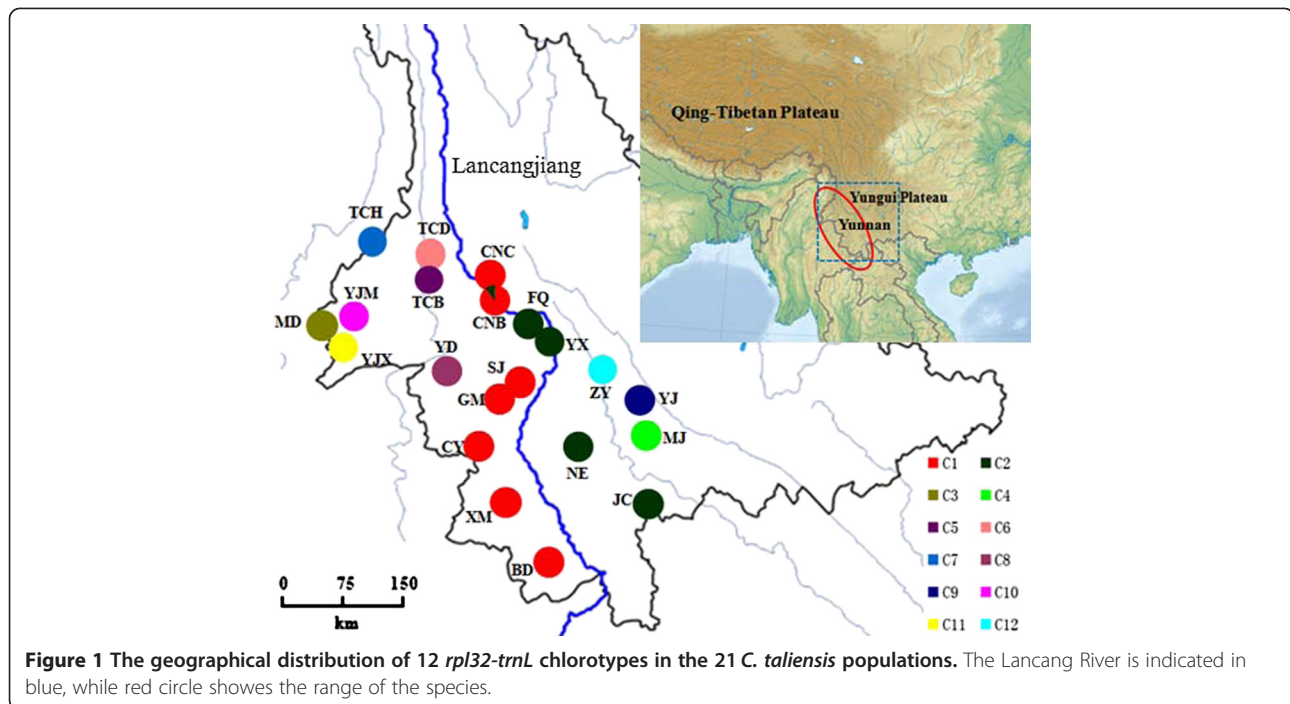 Qing-Tibetan Plateau
Lancangjiang
Yungui Plateau
Yunnan
TCH
TCD
CNC
TCB
YJM
FQ
MD
CNB
YX
YJX
YD
SJ
ZY
YJ
GM
MJ
CY
NE
C1 C2
XM
JC
C3 C4
C5 C6
BD
C7 C8
0 75 150
C9 C10
km
C11 C12
Figure 1 The geographical distribution of 12 rpl32-trnL chlorotypes in the 21 C. taliensis populations. The Lancang River is indicated in
blue, while red circle showes the range of the species.